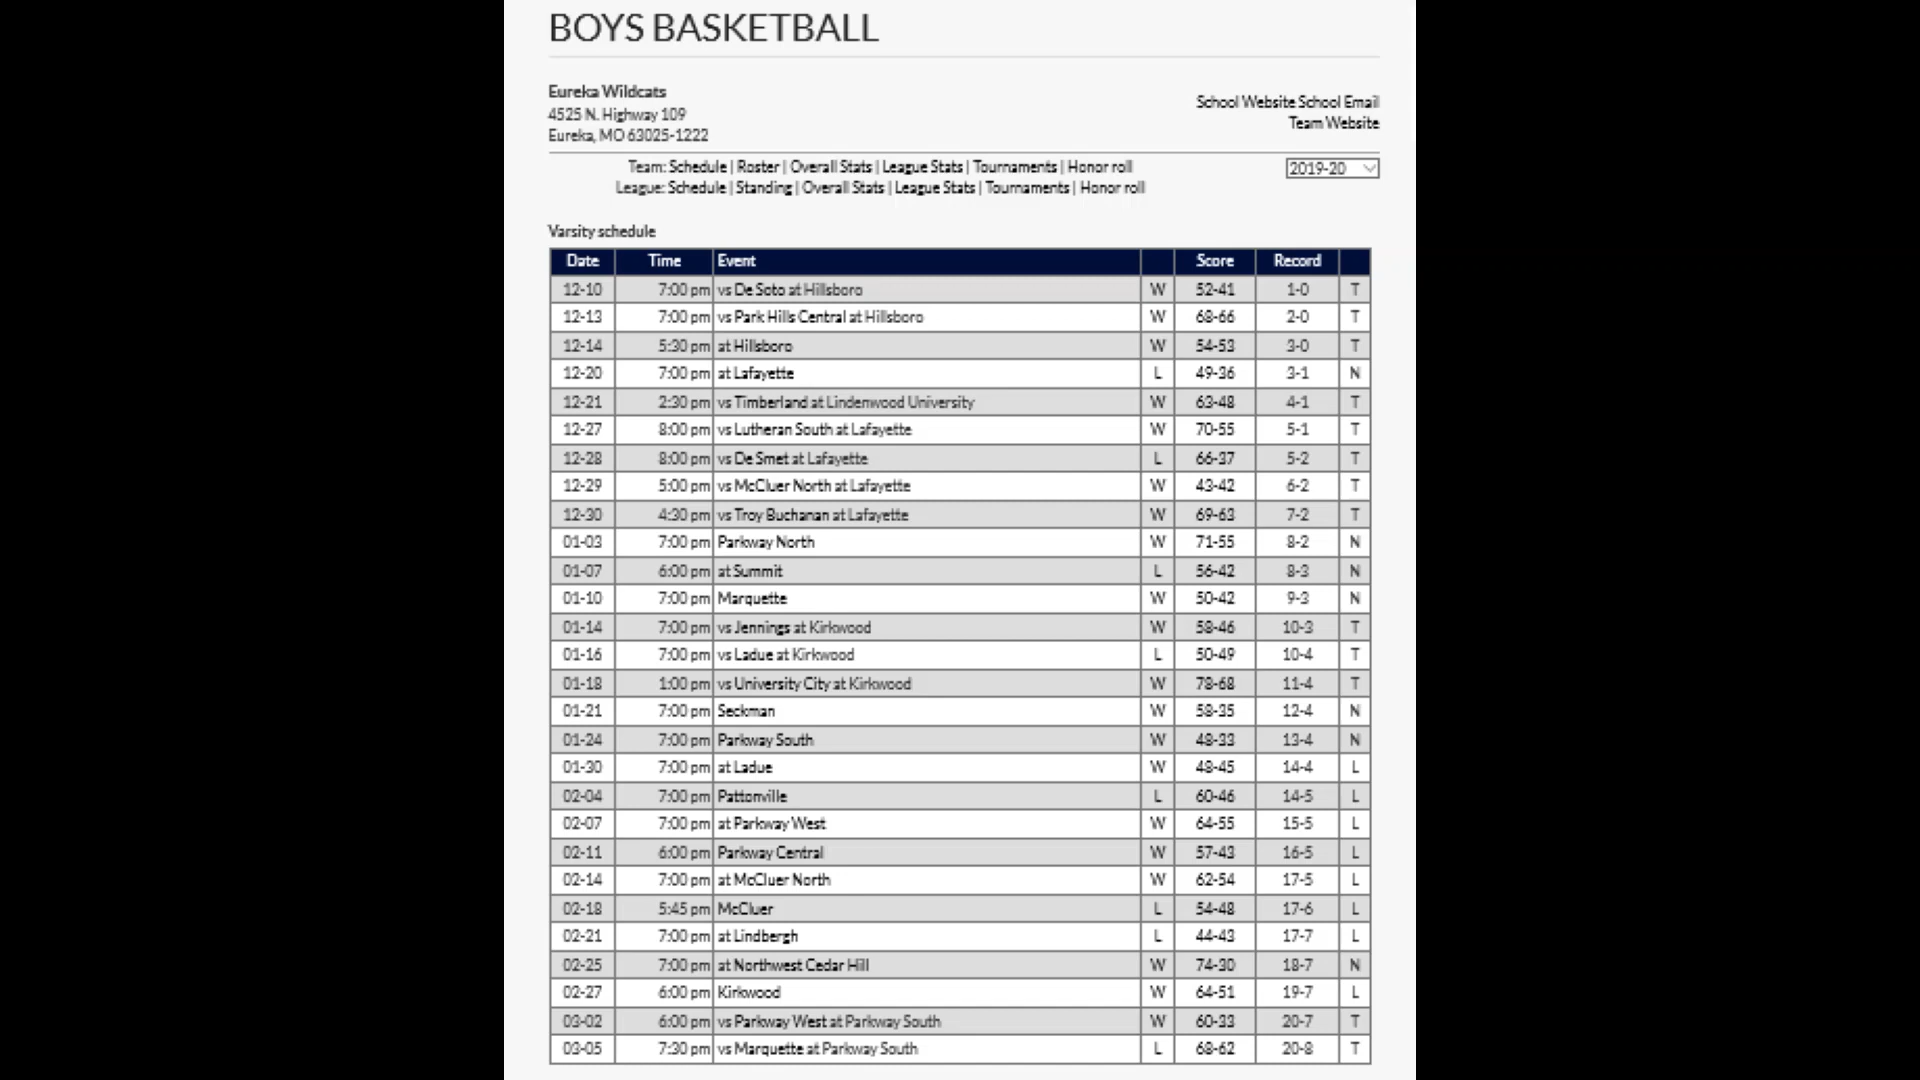 BOYS BASKETBALL
Eureka Wildcats
4525 N. Highway 109
Eureka, MO 63025-1222
School Website School Email
Team Website
Team: Schedule | Roster | Overall Stats | League Stats | Tournaments | Honor roll
League: Schedule | Standing | Overall Stats | League Stats | Tournaments | Honor roll
2019-20
Varsity schedule
Date Time Event Score Record
12-10 7:00 pm vs De Soto at Hillsboro W 52-41 1-0 T
12-13 7:00 pm vs Park Hills Central at Hillsboro W 68-66 2-0 T
12-14 5:30 pm at Hillsboro W 54-53 3-0 T
12-20 7:00 pm at Lafayette L 49-36 3-1 N
12-21 2:30 pm vs Timberland at Lindenwood University W 63-48 4-1 T
12-27 8:00 pm vs Lutheran South at Lafayette W 70-55 5-1 T
12-28 8:00 pm vs De Smet at Lafayette L 66-37 5-2 T
12-29 5:00 pm vs McCluer North at Lafayette W 43-42 6-2 T
12-30 4:30 pm vs Troy Buchanan at Lafayette W 69-63 7-2 T
01-03 7:00 pm Parkway North W 71-55 8-2 N
01-07 6:00 pm at Summit L 56-42 8-3 N
01-10 7:00 pm Marquette W 50-42 9-3 N
01-14 7:00 pm vs Jennings at Kirkwood W 58-46 10-3 T
01-16 7:00 pm vs Ladue at Kirkwood L 50-49 10-4 T
01-18 1:00 pm vs University City at Kirkwood W 78-68 11-4 T
01-21 7:00 pm Seckman W 58-35 12-4 N
01-24 7:00 pm Parkway South W 48-33 13-4 N
01-30 7:00 pm at Ladue W 48-45 14-4 L
02-04 7:00 pm Pattonville L 60-46 14-5 L
02-07 7:00 pm at Parkway West W 64-55 15-5 L
02-11 6:00 pm Parkway Central W 57-43 16-5 L
02-14 7:00 pm at McCluer North W 62-54 17-5 L
02-18 5:45 pm McCluer L 54-48 17-6 L
02-21 7:00 pm at Lindbergh L 44-43 17-7 L
02-25 7:00 pm at Northwest Cedar Hill W 74-30 18-7 N
02-27 6:00 pm Kirkwood W 64-51 19-7 L
03-02 6:00 pm vs Parkway West at Parkway South W 60-33 20-7 T
03-05 7:30 pm vs Marquette at Parkway South L 68-62 20-8 T